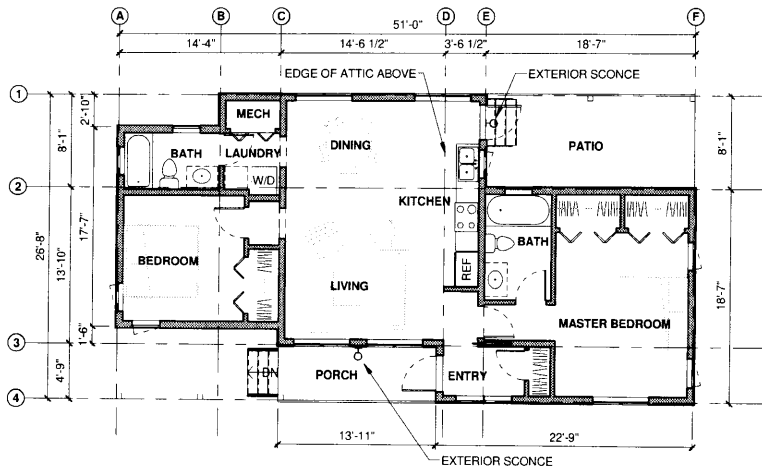 A B C D E F
51'-0"
14'-4" 14'-6 1/2" 3'-6 1/2" 18'-7"
EDGE OF ATTIC ABOVE
EXTERIOR SCONCE
1
2'-10"
MECH
8'-1"
BATH
LAUNDRY
DINING
PATIO
8'-1"
W/D
2
KITCHEN
26'-8"
17'-7"
13'-10"
BEDROOM
BATH
REF
LIVING
18'-7"
MASTER BEDROOM
1'-6"
3
4'-9"
DN
PORCH
ENTRY
4
13'-11"
22'-9"
EXTERIOR SCONCE